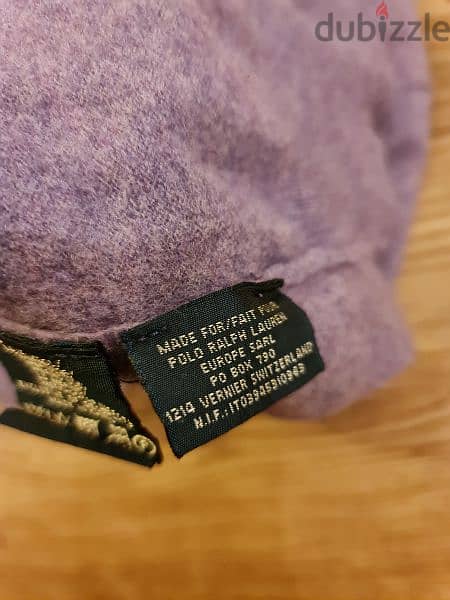 dubizzle
MADE FOR/FAIT POUR
POLO RALPH LAUREN
EUROPE SARL
PO BOX 790
1214 VERNIER SWITZERLAND